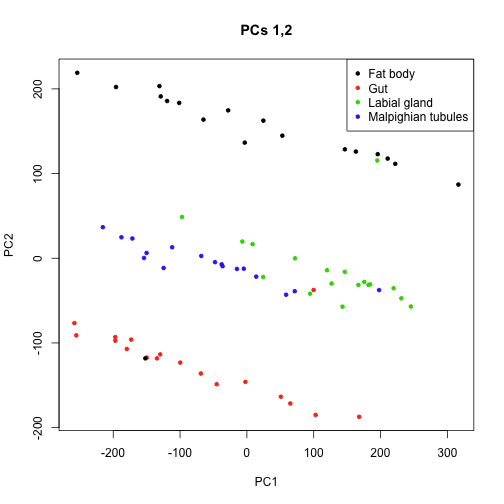 PCs 1,2
Fat body
Gut
Labial gland
Malpighian tubules
PC2
200
100
0
-100
-200
-200
-100
0
100
200
300
PC1